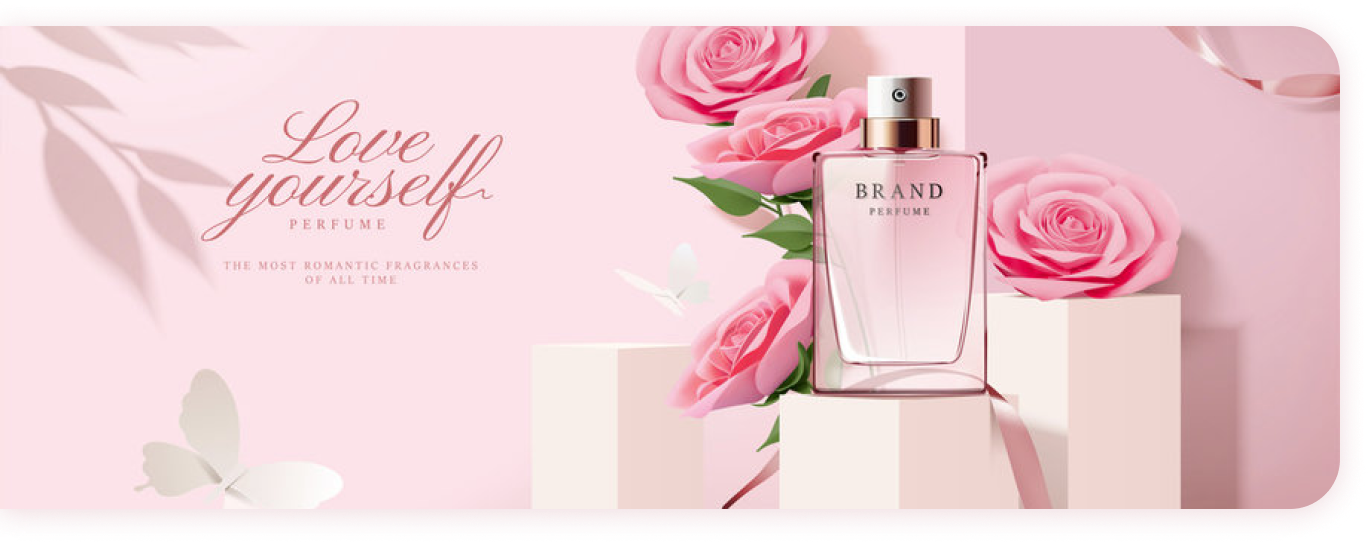 Love
yourself
PERFUME
THE MOST ROMANTIC FRAGRANCES
OF ALL TIME
BRAND
PERFUME